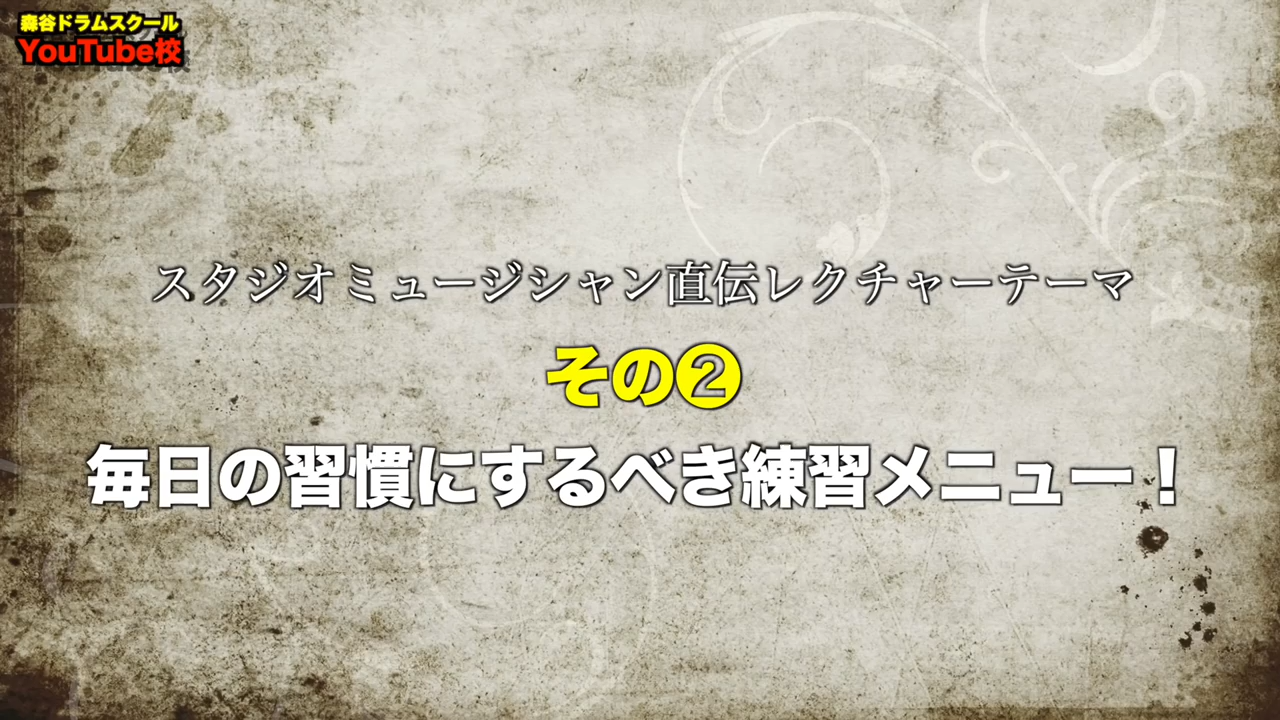 森谷ドラムスクール
YouTube校
スタジオミュージシャン直伝レクチャーテーマ
その❷
毎日の習慣にするべき練習メニュー！